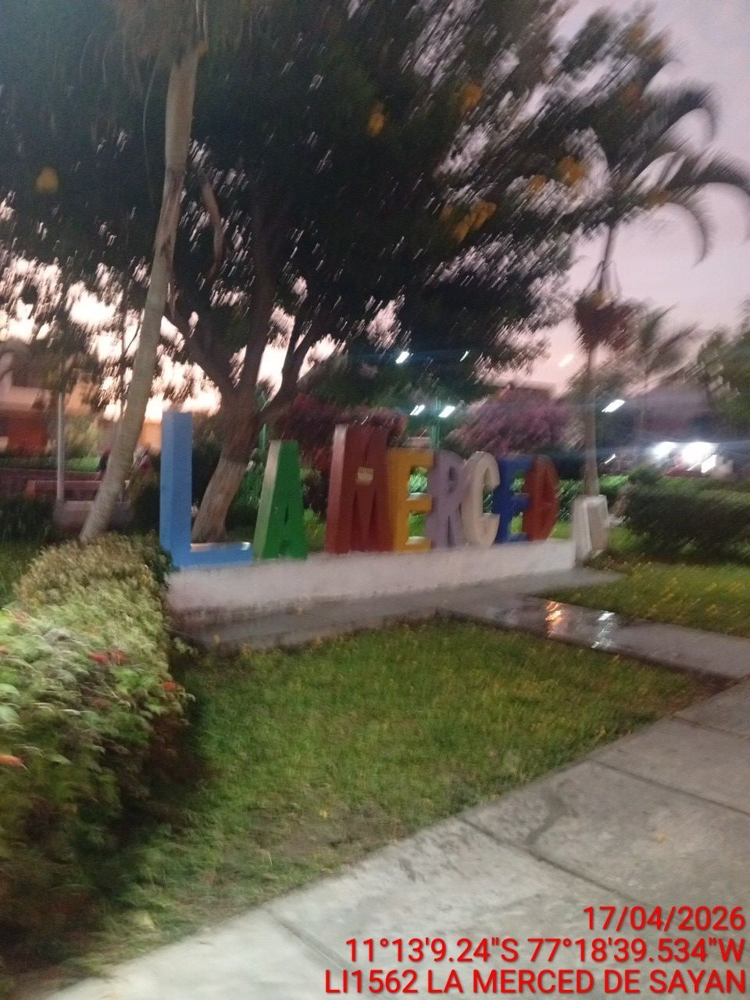 LA MERCED
17/04/2026
11°13'9.24"S 77°18'39.534"W
LI1562 LA MERCED DE SAYAN